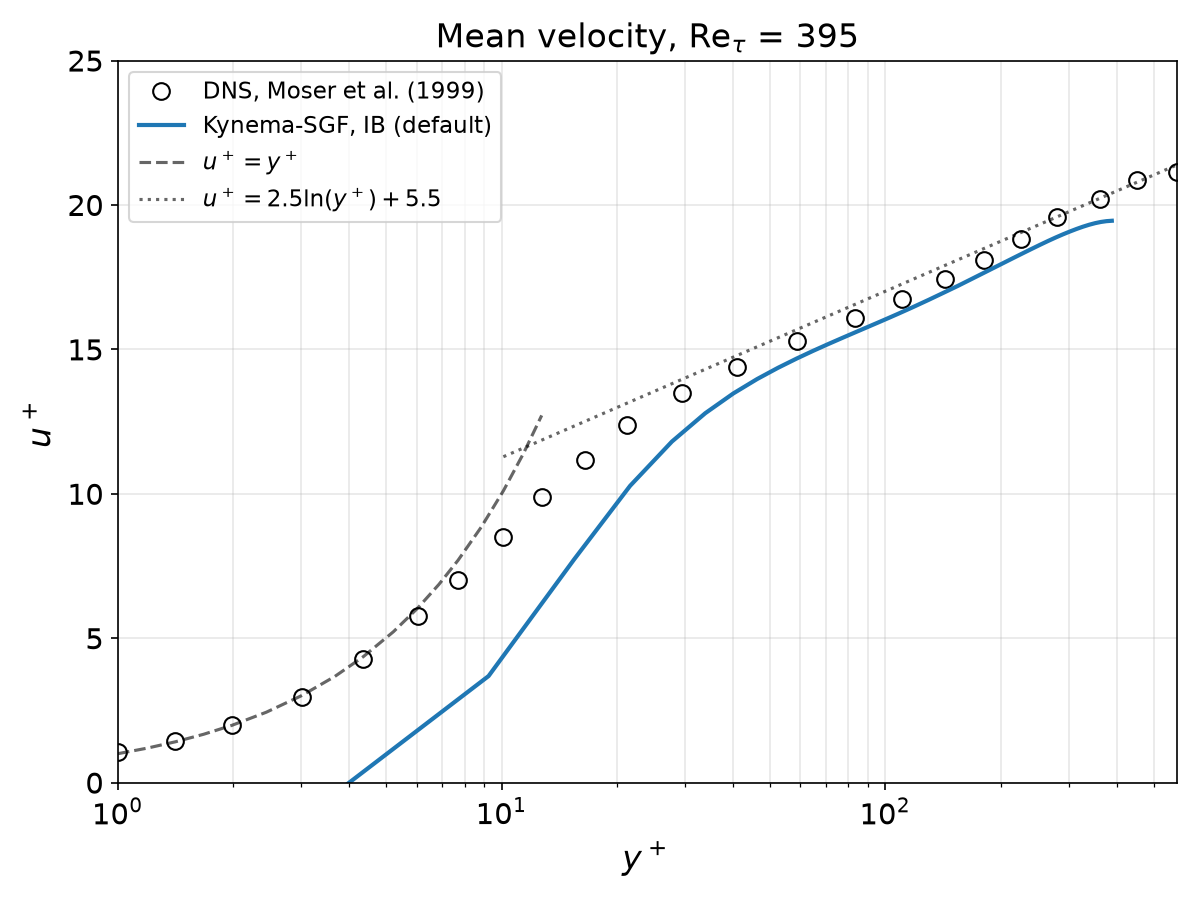 Mean velocity, Reτ = 395
25
20
15
10
5
0
DNS, Moser et al. (1999)
Kynema-SGF, IB (default)
u⁺ = y⁺
u⁺ = 2.5ln(y⁺) + 5.5
u⁺
10⁰
10¹
10²
y⁺